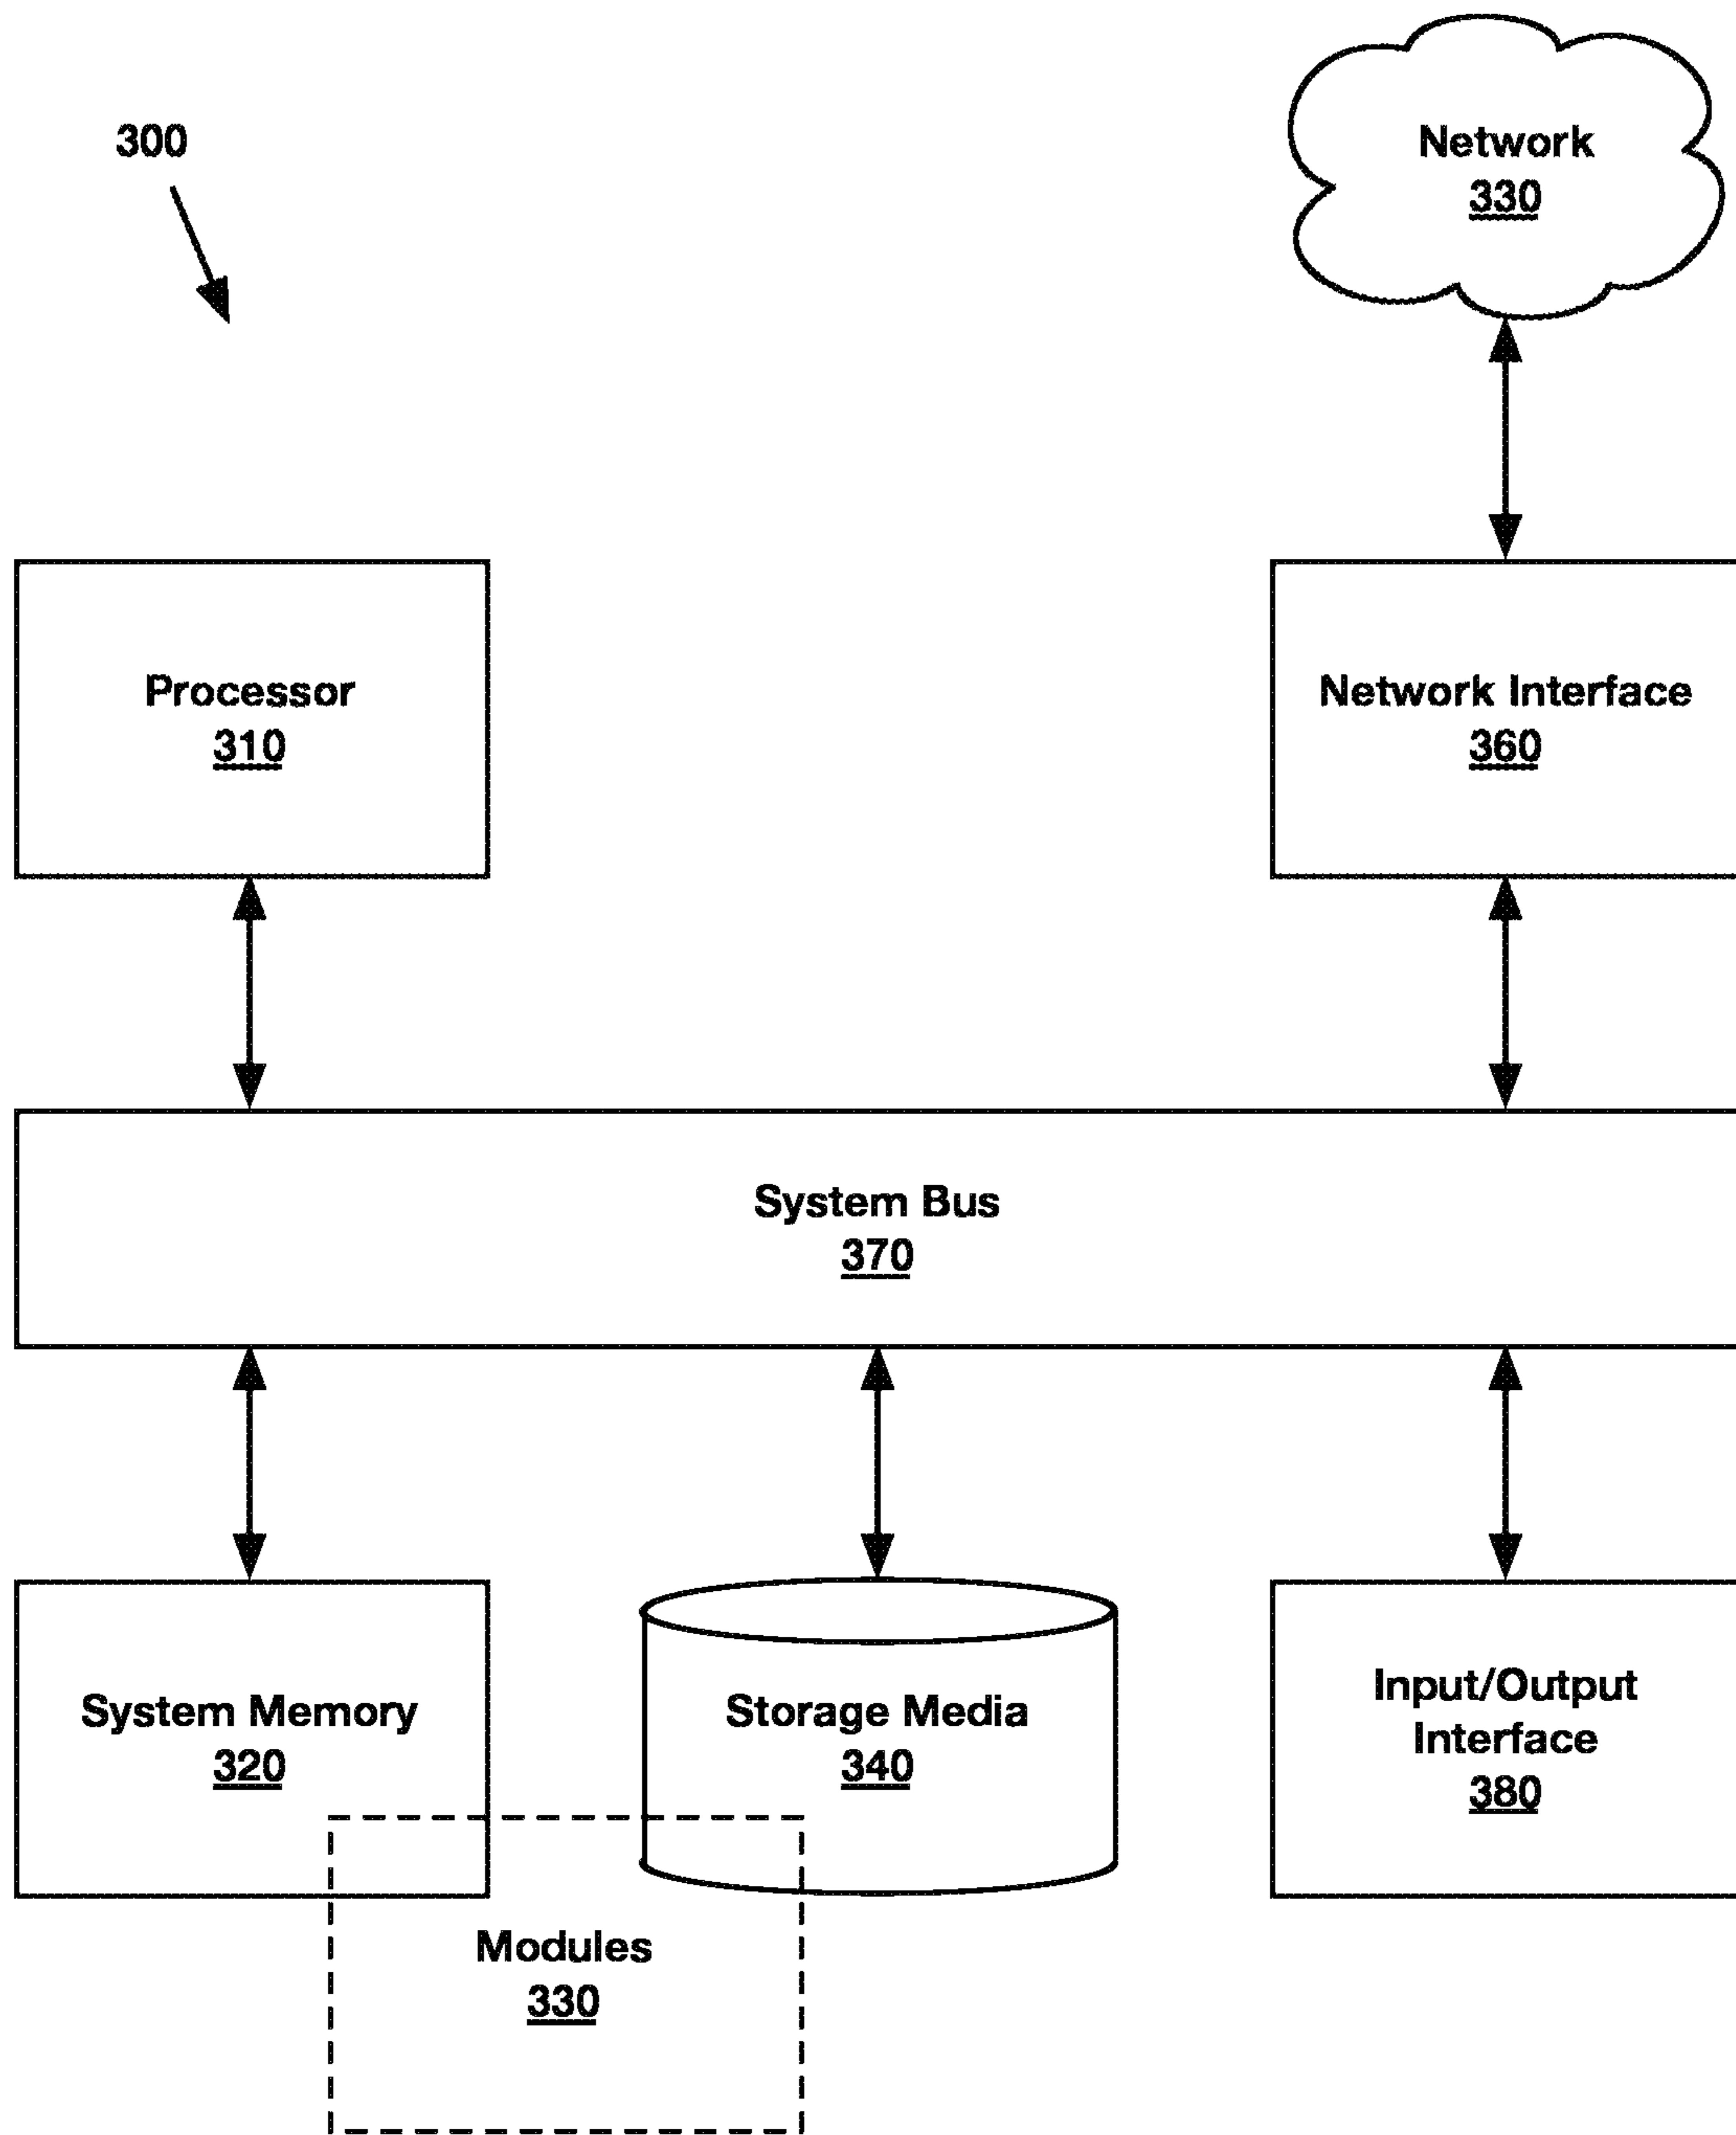 300
Network
330
Processor
310
Network Interface
360
System Bus
370
System Memory
320
Storage Media
340
Input/Output
Interface
380
Modules
330